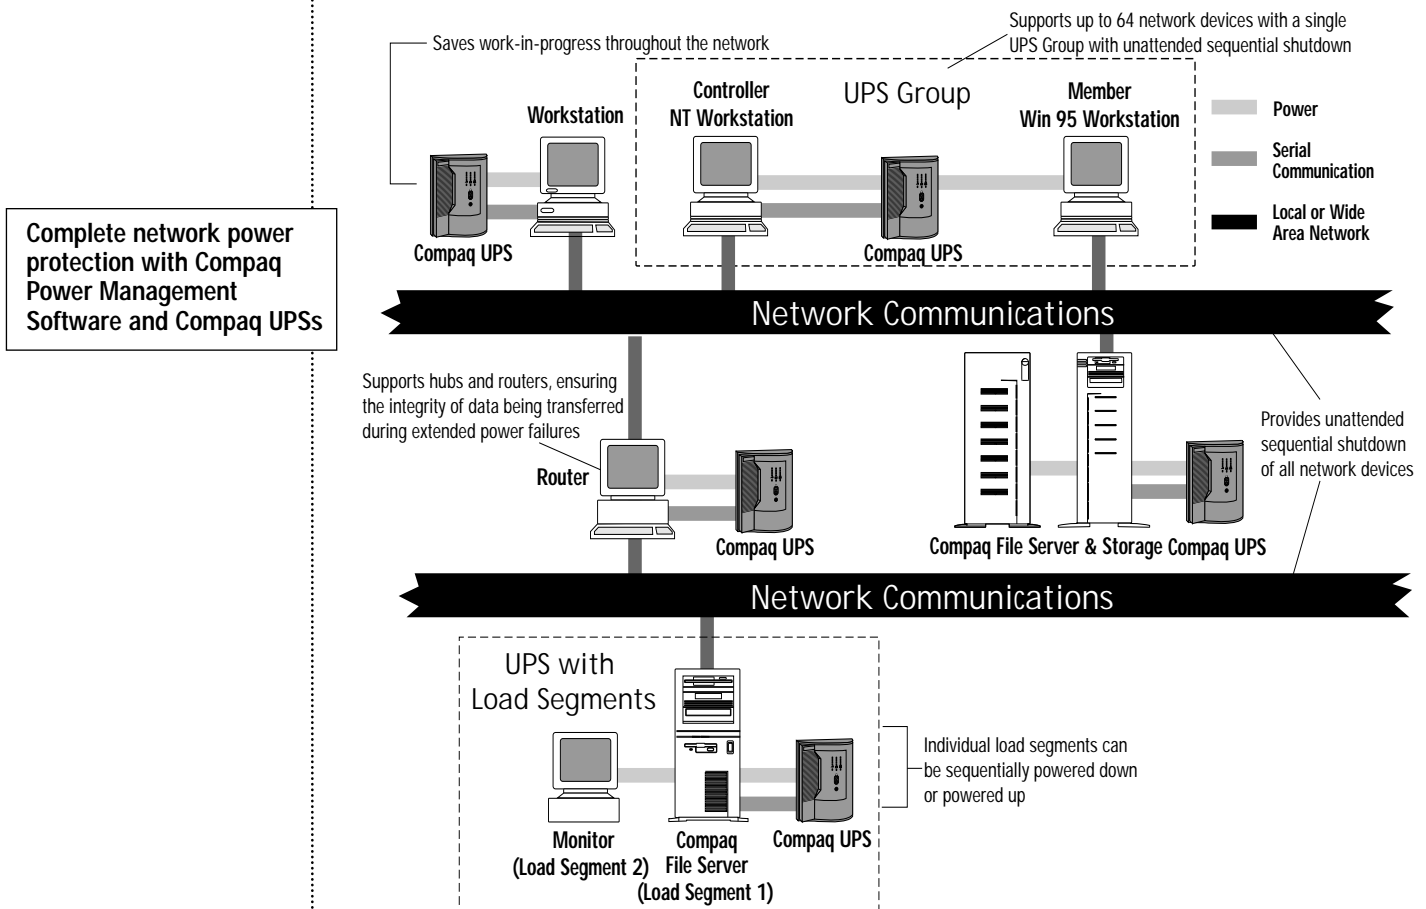 Supports up to 64 network devices with a single
UPS Group with unattended sequential shutdown
Saves work-in-progress throughout the network
UPS Group
Controller
NT Workstation
Member
Win 95 Workstation
Workstation
Power
Serial
Communication
Local or Wide
Area Network
Complete network power
protection with Compaq
Power Management
Software and Compaq UPSs
Compaq UPS
Compaq UPS
Network Communications
Supports hubs and routers, ensuring
the integrity of data being transferred
during extended power failures
Router
Compaq UPS
Provides unattended
sequential shutdown
of all network devices
Compaq File Server & Storage
Compaq UPS
Network Communications
UPS with
Load Segments
Individual load segments can
be sequentially powered down
or powered up
Monitor
(Load Segment 2)
Compaq
File Server
(Load Segment 1)
Compaq UPS